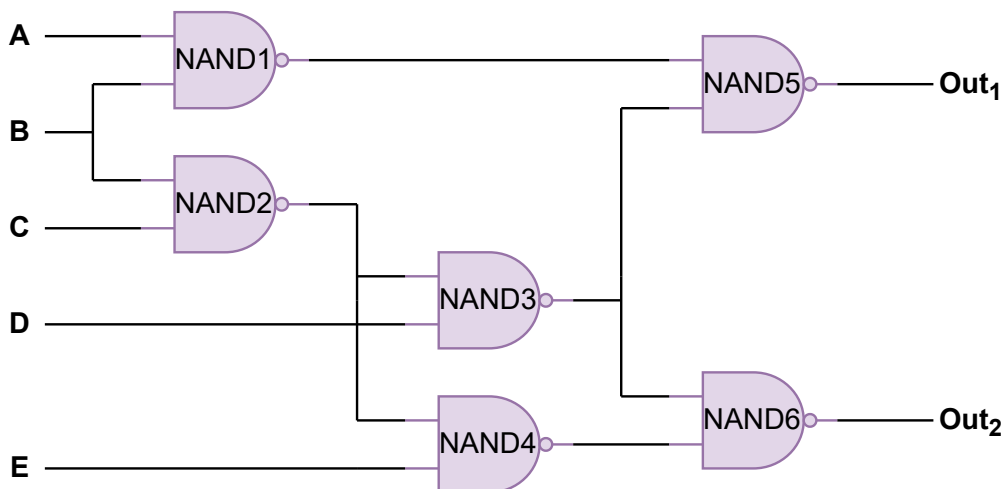 A
NAND1
NAND5
Out₁
B
NAND2
C
NAND3
D
NAND6
Out₂
NAND4
E